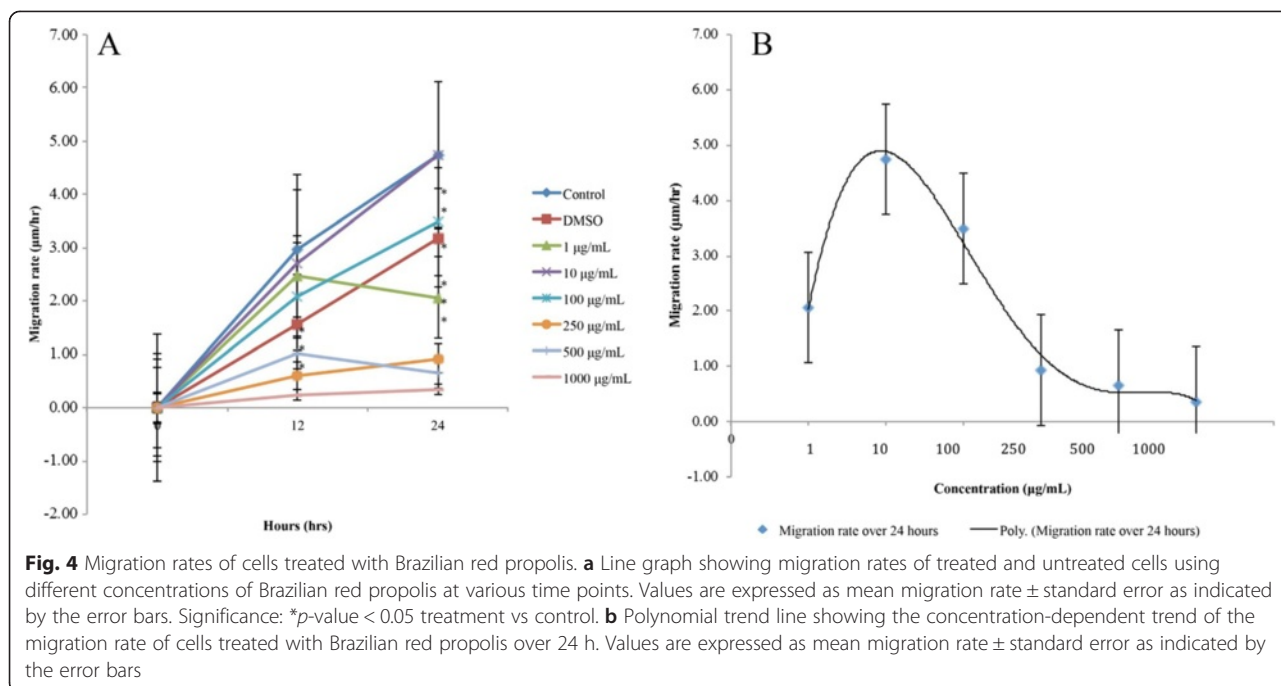 A
7.00
6.00
5.00
4.00
3.00
2.00
1.00
0.00
-1.00
-2.00
Migration rate (µm/hr)
0
12
24
Hours (hrs)
*
*
*
*
*
*
*
*
*
Control
DMSO
1 µg/mL
10 µg/mL
100 µg/mL
250 µg/mL
500 µg/mL
1000 µg/mL
B
7.00
6.00
5.00
4.00
3.00
2.00
1.00
0.00
-1.00
Migration rate (µm/hr)
0
1
10
100
250
500
1000
Concentration (µg/mL)
Migration rate over 24 hours
Poly. (Migration rate over 24 hours)
Fig. 4 Migration rates of cells treated with Brazilian red propolis. a Line graph showing migration rates of treated and untreated cells using
different concentrations of Brazilian red propolis at various time points. Values are expressed as mean migration rate ± standard error as indicated
by the error bars. Significance: *p-value < 0.05 treatment vs control. b Polynomial trend line showing the concentration-dependent trend of the
migration rate of cells treated with Brazilian red propolis over 24 h. Values are expressed as mean migration rate ± standard error as indicated by
the error bars